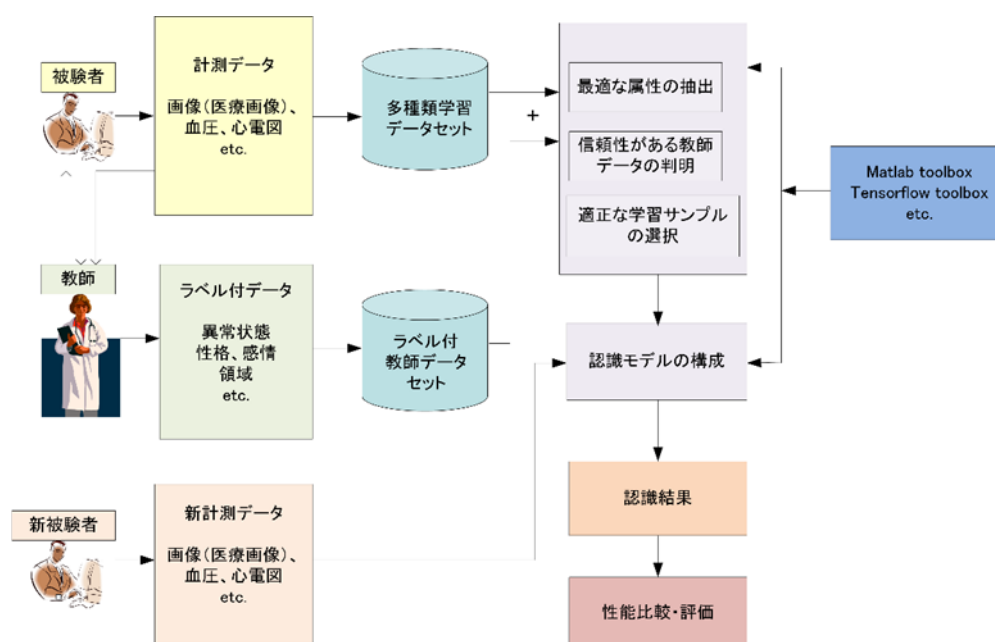 被験者
計測データ
画像(医療画像)、
血圧、心電図
etc.
多種類学習
データセット
+
最適な属性の抽出
信頼性がある教師
データの判明
適正な学習サンプル
の選択
Matlab toolbox
Tensorflow toolbox
etc.
教師
ラベル付データ
異常状態
性格、感情
領域
etc.
ラベル付
教師データ
セット
認識モデルの構成
新被験者
新計測データ
画像(医療画像)、
血圧、心電図
etc.
認識結果
性能比較・評価